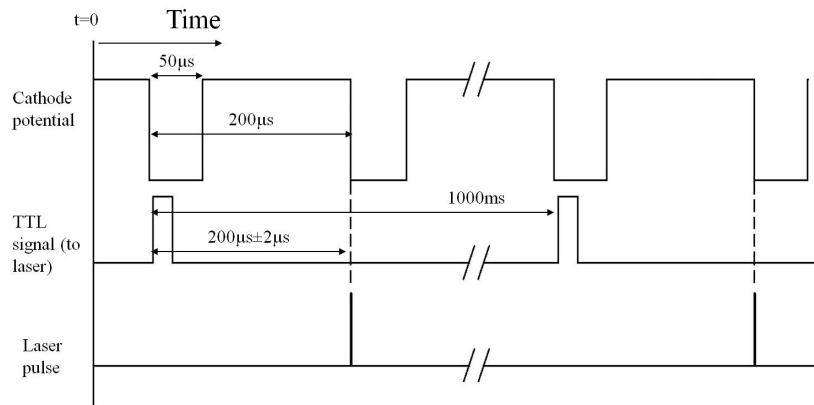 t=0
Time
50μs
Cathode
potential
200μs
1000ms
TTL
signal (to
laser)
200μs±2μs
Laser
pulse